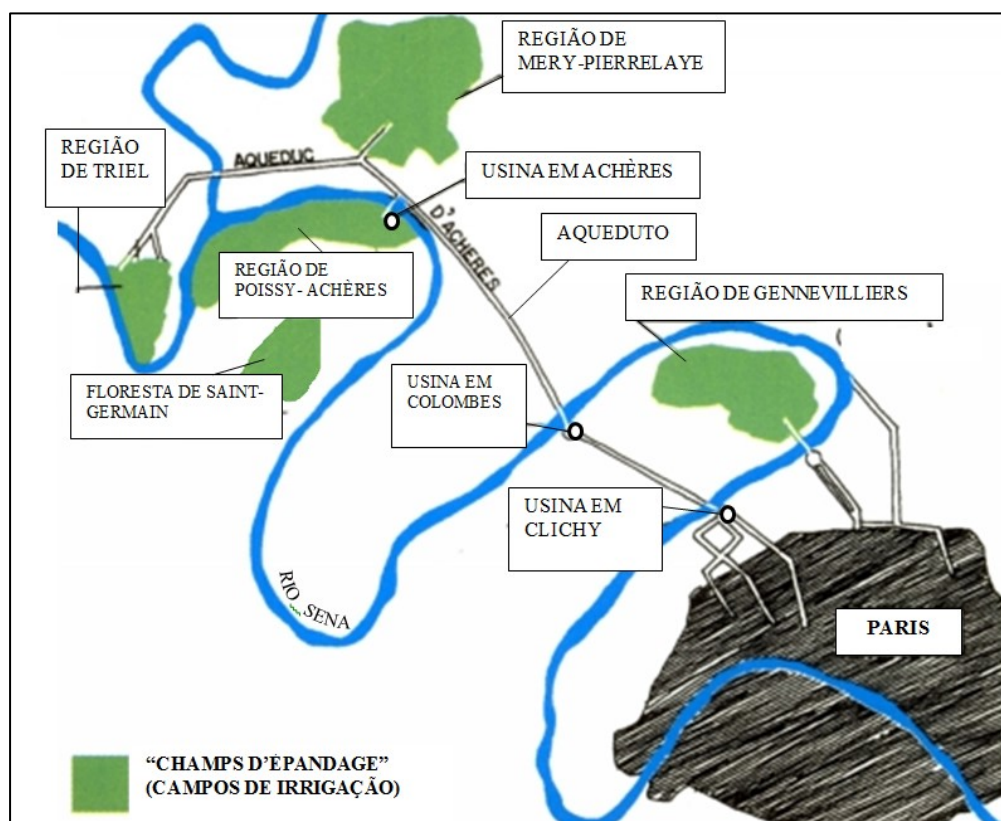 REGIÃO DE
MERY-PIERRELAYE
REGIÃO
DE TRIEL
AQUEDUC
USINA EM ACHÈRES
D'ACHERES
AQUEDUTO
REGIÃO DE
POISSY- ACHÈRES
REGIÃO DE GENNEVILLIERS
FLORESTA DE SAINT-
GERMAIN
USINA EM
COLOMBES
USINA EM
CLICHY
RIO SENA
PARIS
“CHAMPS D’ÉPANDAGE”
(CAMPOS DE IRRIGAÇÃO)